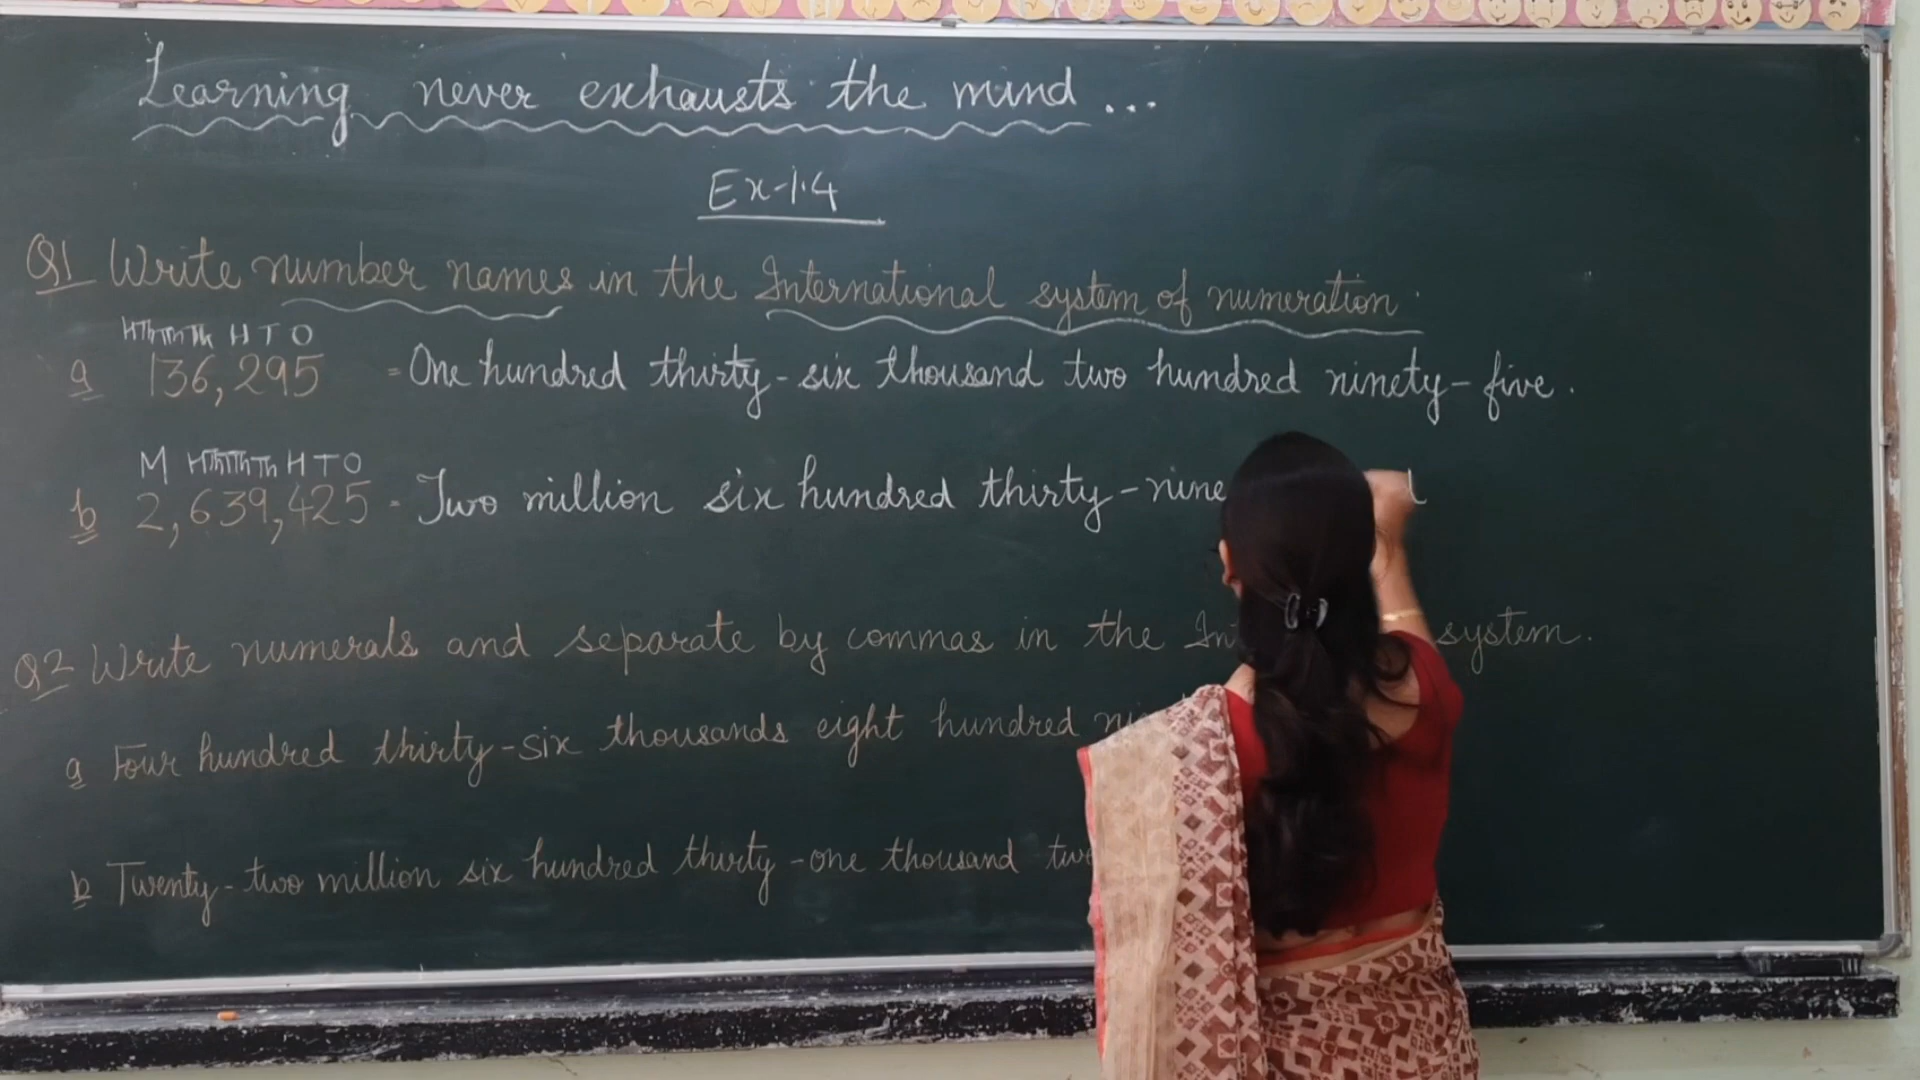 Learning never exhausts the mind...
Ex-1.4
Q1 Write number names in the International system of numeration.
HTh TTh Th H T O
a 136,295 = One hundred thirty-six thousand two hundred ninety-five.
M HTh TTh Th H T O
b 2,639,425 = Two million six hundred thirty-nine
Q2 Write numerals and separate by commas in the system.
a Four hundred thirty-six thousands eight hundred
b Twenty-two million six hundred thirty-one thousand